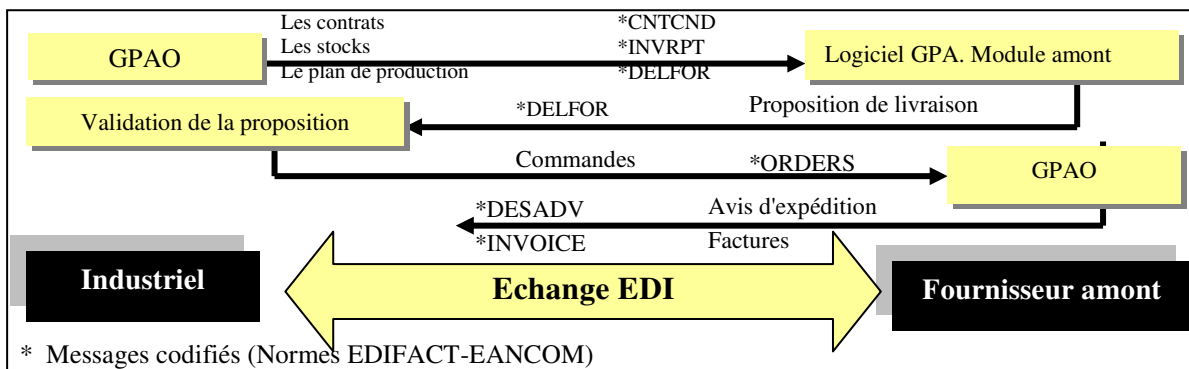 Les contrats *CNTCND
GPAO Les stocks *INVRPT Logiciel GPA. Module amont
Le plan de production *DELFOR
*DELFOR Proposition de livraison
Validation de la proposition
Commandes *ORDERS GPAO
*DESADV Avis d'expédition
*INVOICE Factures
Industriel Echange EDI Fournisseur amont
* Messages codifiés (Normes EDIFACT-EANCOM)